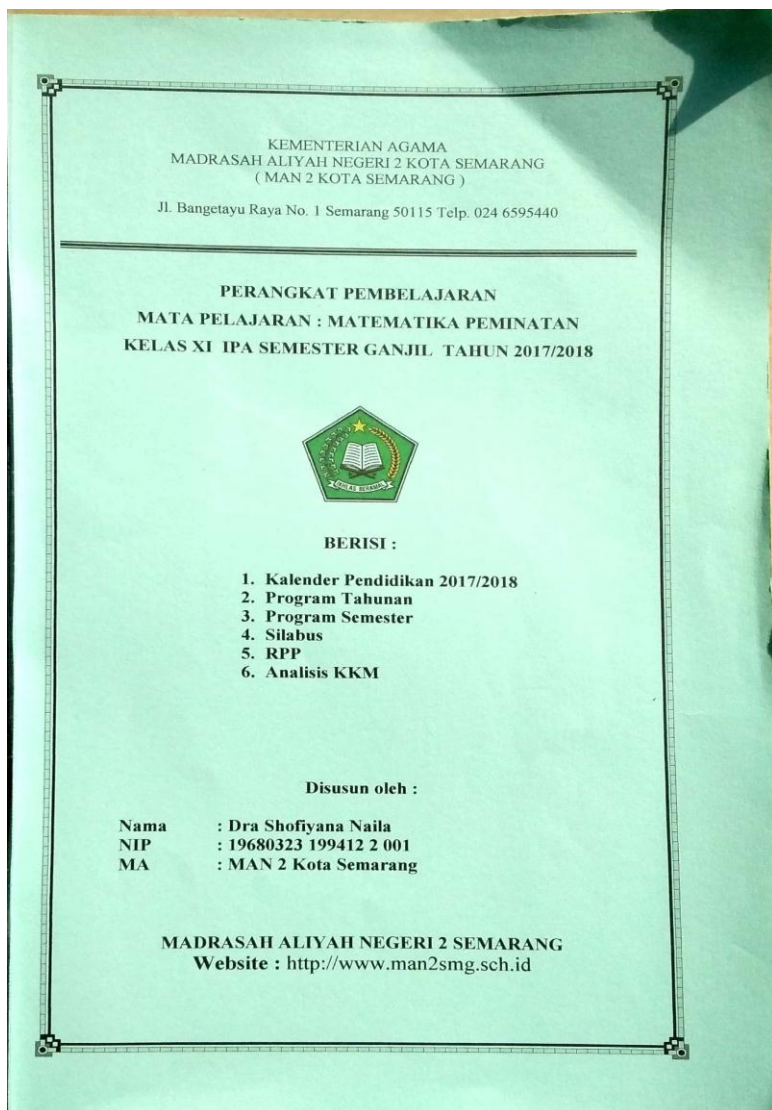 KEMENTERIAN AGAMA
MADRASAH ALIYAH NEGERI 2 KOTA SEMARANG
( MAN 2 KOTA SEMARANG )
Jl. Bangetayu Raya No. 1 Semarang 50115 Telp. 024 6595440
PERANGKAT PEMBELAJARAN
MATA PELAJARAN : MATEMATIKA PEMINATAN
KELAS XI IPA SEMESTER GANJIL TAHUN 2017/2018
IKHLAS BERAMAL
BERISI :
1. Kalender Pendidikan 2017/2018
2. Program Tahunan
3. Program Semester
4. Silabus
5. RPP
6. Analisis KKM
Disusun oleh :
Nama : Dra Shofiyana Naila
NIP : 19680323 199412 2 001
MA : MAN 2 Kota Semarang
MADRASAH ALIYAH NEGERI 2 SEMARANG
Website : http://www.man2smg.sch.id